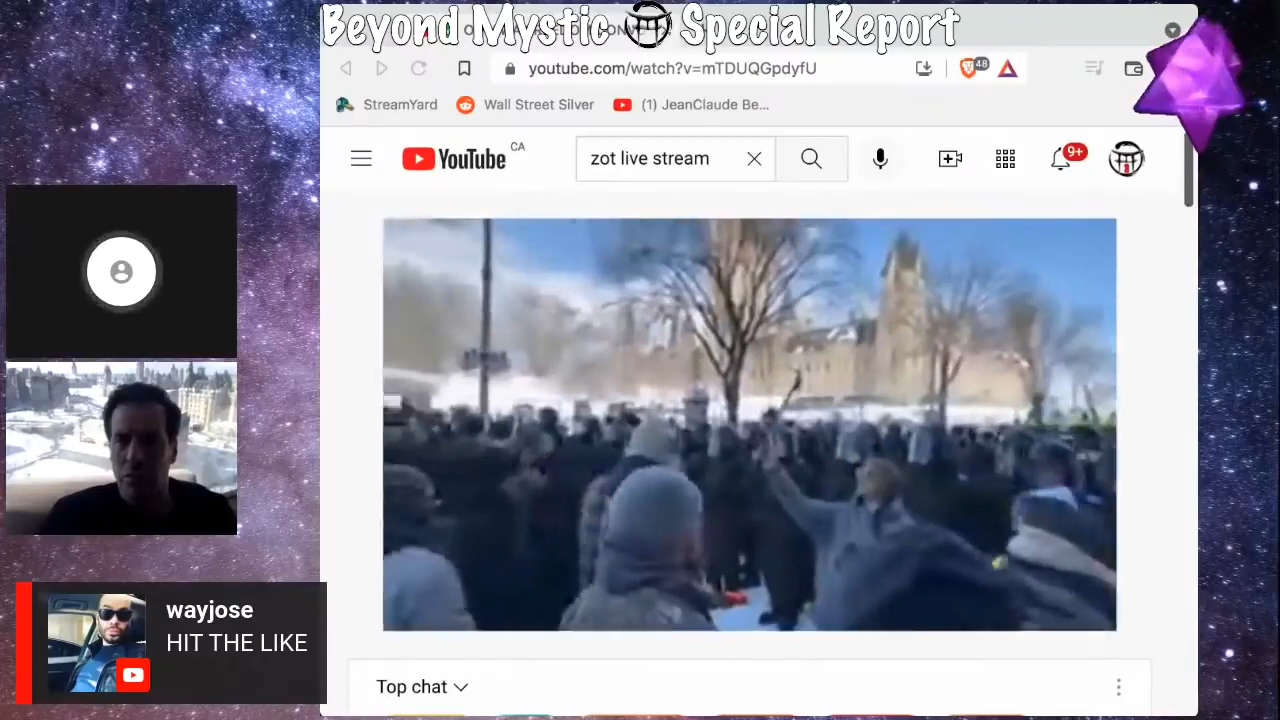 Beyond Mystic Special Report
youtube.com/watch?v=mTDUQGpdyfU
48
StreamYard
Wall Street Silver
(1) JeanClaude Be...
YouTube CA
zot live stream
9+
wayjose
HIT THE LIKE
Top chat